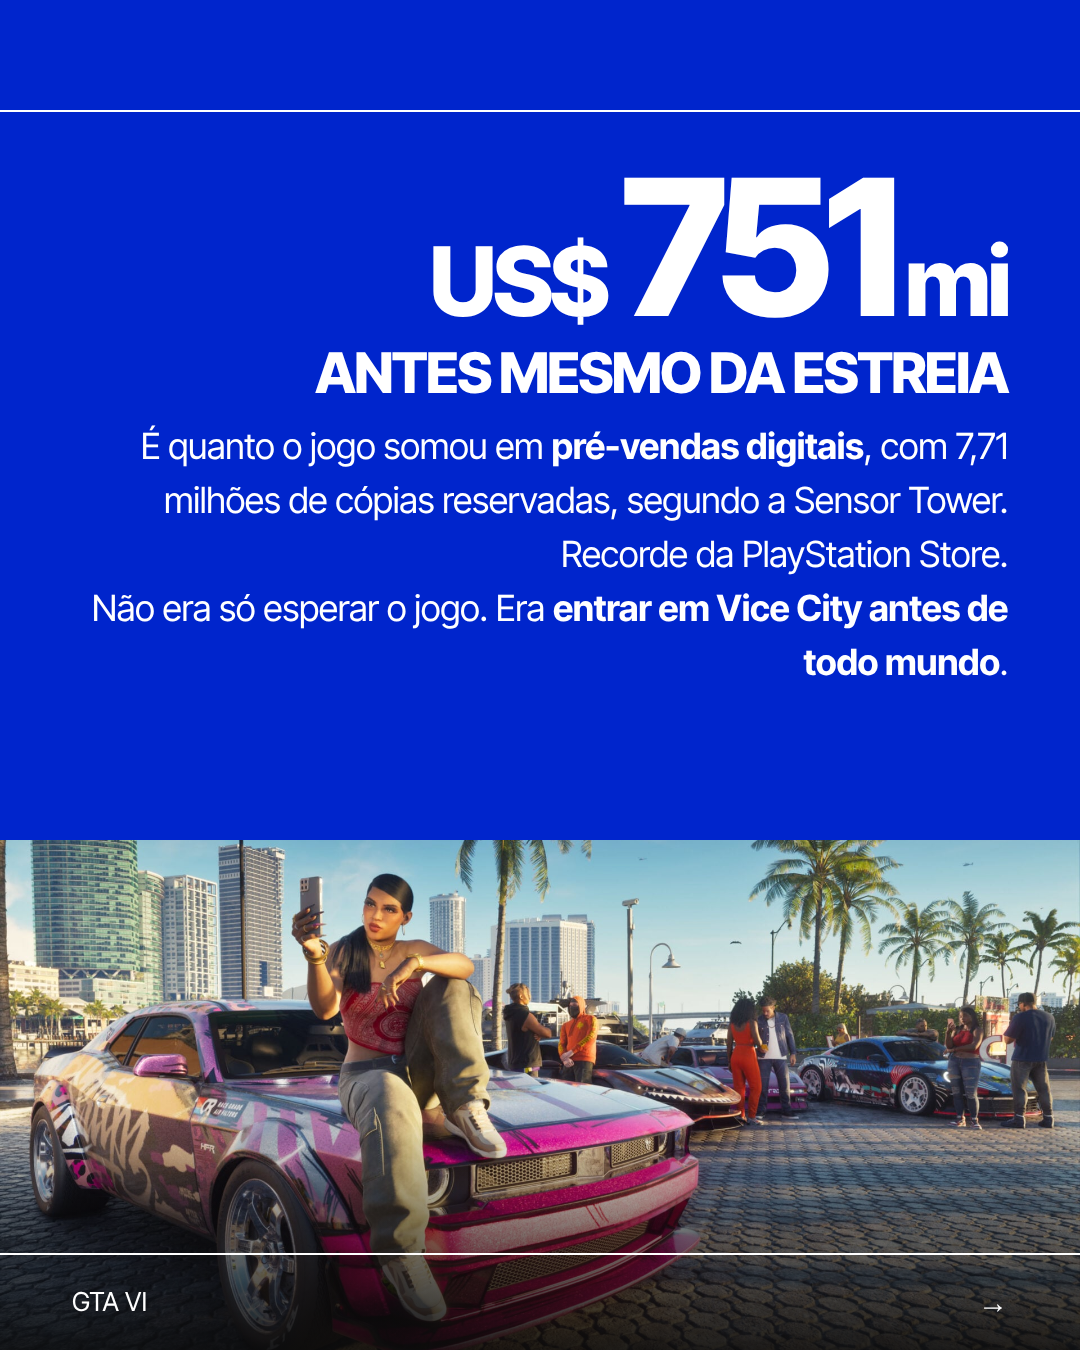 US$ 751mi
ANTES MESMO DA ESTREIA
É quanto o jogo somou em pré-vendas digitais, com 7,71
milhões de cópias reservadas, segundo a Sensor Tower.
Recorde da PlayStation Store.
Não era só esperar o jogo. Era entrar em Vice City antes de
todo mundo.
GTA VI →